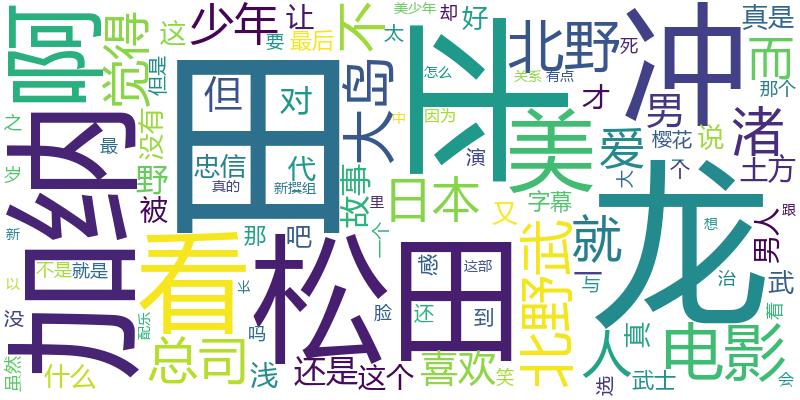 啊
觉得
这
但是
少年
让
要
最后
不
美少年
太
却
好
怎么
北野
关系
有点
死
才
冲
真是
而
那个
之
岁
加纳
最
没有
野
田
但
对
忠信
代
真的
新撰组
大岛
中
因为
演
斗
美
男
爱
樱花
大
说
个
渚
土方
男人
跟
新
以
没
虽然
不是
就是
什么
被
看
配乐
总司
那
长
吗
浅
吧
松
故事
里
一个
还是
这个
脸
日本
田
感
这部
还
到
又
字幕
喜欢
笑
北野武
就
一
与
人
选
真
武士
龙
想
治
电影
武
着
会